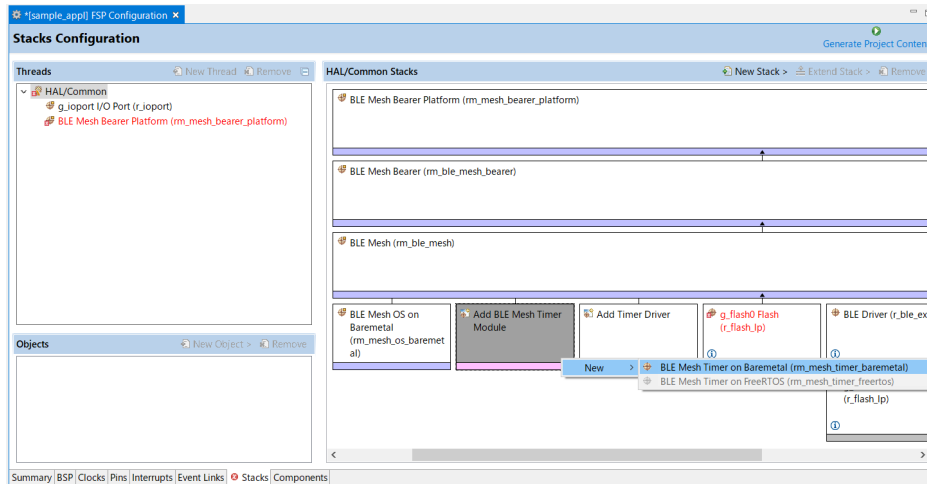 *[sample_appl] FSP Configuration
Stacks Configuration
Generate Project Conten
Threads
New Thread
Remove
HAL/Common
g_ioport I/O Port (r_ioport)
BLE Mesh Bearer Platform (rm_mesh_bearer_platform)
HAL/Common Stacks
New Stack >
Extend Stack >
Remove
BLE Mesh Bearer Platform (rm_mesh_bearer_platform)
BLE Mesh Bearer (rm_ble_mesh_bearer)
BLE Mesh (rm_ble_mesh)
BLE Mesh OS on
Baremetal
(rm_mesh_os_baremet
al)
Add BLE Mesh Timer
Module
Add Timer Driver
g_flash0 Flash
(r_flash_lp)
BLE Driver (r_ble_ex
New >
BLE Mesh Timer on Baremetal (rm_mesh_timer_baremetal)
BLE Mesh Timer on FreeRTOS (rm_mesh_timer_freertos)
(r_flash_lp)
Objects
New Object >
Remove
Summary
BSP
Clocks
Pins
Interrupts
Event Links
Stacks
Components